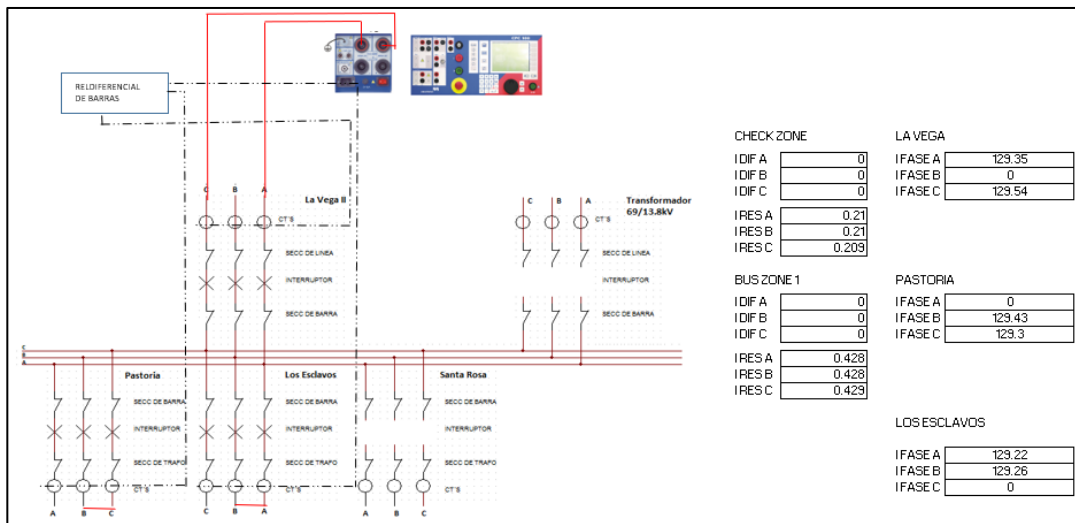 RELDIFERENCIAL
DE BARRAS
C B A
La Vega II
CT´S
SECC DE LINEA
INTERRUPTOR
SECC DE BARRA
C B A
Transformador
69/13.8kV
CT´S
SECC DE LINEA
INTERRUPTOR
SECC DE BARRA
C
B
A
Pastoria
SECC DE BARRA
INTERRUPTOR
SECC DE TRAFO
CT´S
A B C
Los Esclavos
SECC DE BARRA
INTERRUPTOR
SECC DE TRAFO
CT´S
C B A
Santa Rosa
SECC DE BARRA
INTERRUPTOR
SECC DE TRAFO
CT´S
A B C
CHECK ZONE
IDIF A 0
IDIF B 0
IDIF C 0
IRES A 0.21
IRES B 0.21
IRES C 0.209
LA VEGA
IFASE A 129.35
IFASE B 0
IFASE C 129.54
BUS ZONE 1
IDIF A 0
IDIF B 0
IDIF C 0
IRES A 0.428
IRES B 0.428
IRES C 0.429
PASTORIA
IFASE A 0
IFASE B 129.43
IFASE C 129.3
LOS ESCLAVOS
IFASE A 129.22
IFASE B 129.26
IFASE C 0